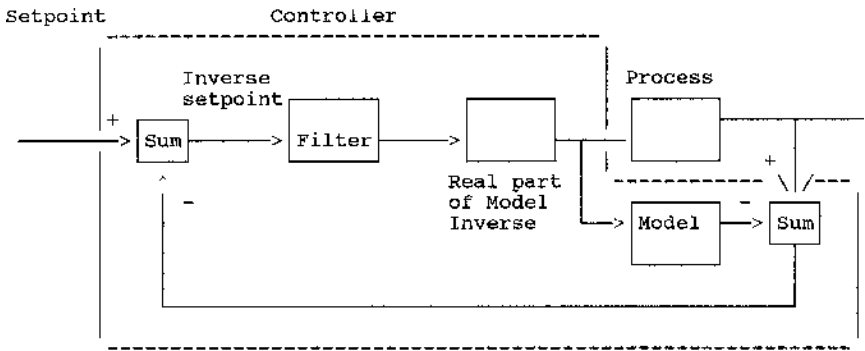 Setpoint
Controller
Inverse
setpoint
Process
+
Sum
Filter
+
-
Real part
of Model
Inverse
-
Model
Sum